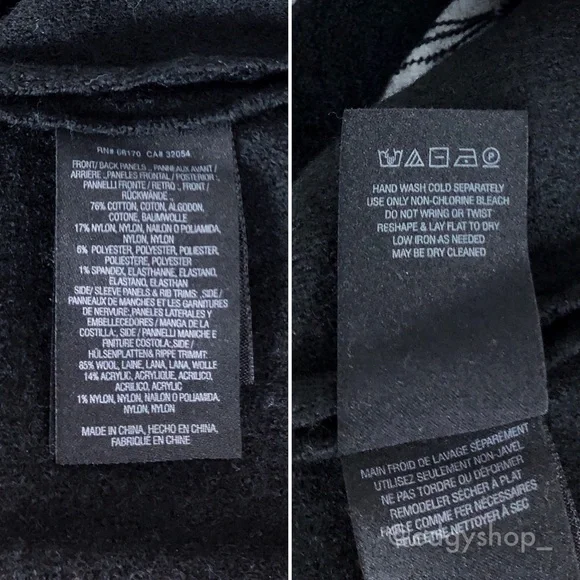 RN# 08170 CA# 32054
FRONT/ BACK PANELS : , PANNEAUX AVANT /
ARRIÈRE :,PANELES FRONTAL / POSTERIOR :,
PANNELLI FRONTE / RETRO :, FRONT /
RÜCKWÄNDE :
76% COTTON, COTON, ALGODON,
COTONE, BAUMWOLLE
17% NYLON, NYLON, NAILON O POLIAMIDA,
NYLON, NYLON
6% POLYESTER, POLYESTER, POLIESTER,
POLIESTERE, POLYESTER
1% SPANDEX, ELASTHANNE, ELASTANO,
ELASTAN, ELASTHAN
SIDE/ SLEEVE PANELS & RIB TRIMS: ,SIDE /
PANNEAUX DE MANCHES ET LES GARNITURES
DE NERVURE:,PANELES LATERALES Y
EMBELLECEDORES / MANGA DE LA
COSTILLA:, SIDE / PANNELLI MANICHE E
FINITURE COSTOLA:,SIDE /
HÜLSENPLATTEN& RIPPE TRIMMT:
85% WOOL, LAINE, LANA, LANA, WOLLE
14% ACRYLIC, ACRYLIQUE, ACRILICO,
ACRILICO, ACRYLIC
1% NYLON, NYLON, NAILON O POLIAMIDA,
NYLON, NYLON
MADE IN CHINA, HECHO EN CHINA,
FABRIQUÉ EN CHINE
HAND WASH COLD SEPARATELY
USE ONLY NON-CHLORINE BLEACH
DO NOT WRING OR TWIST
RESHAPE & LAY FLAT TO DRY
LOW IRON AS NEEDED
MAY BE DRY CLEANED
MAIN FROID DE LAVAGE SÉPARÉMENT
UTILISEZ SEULEMENT NON-JAVEL
NE PAS TORDRE OU DÉFORMER
REMODELER SÉCHER À PLAT
FAIBLE COMME FER NÉCESSAIRES
PEUT ÊTRE NETTOYER À SEC